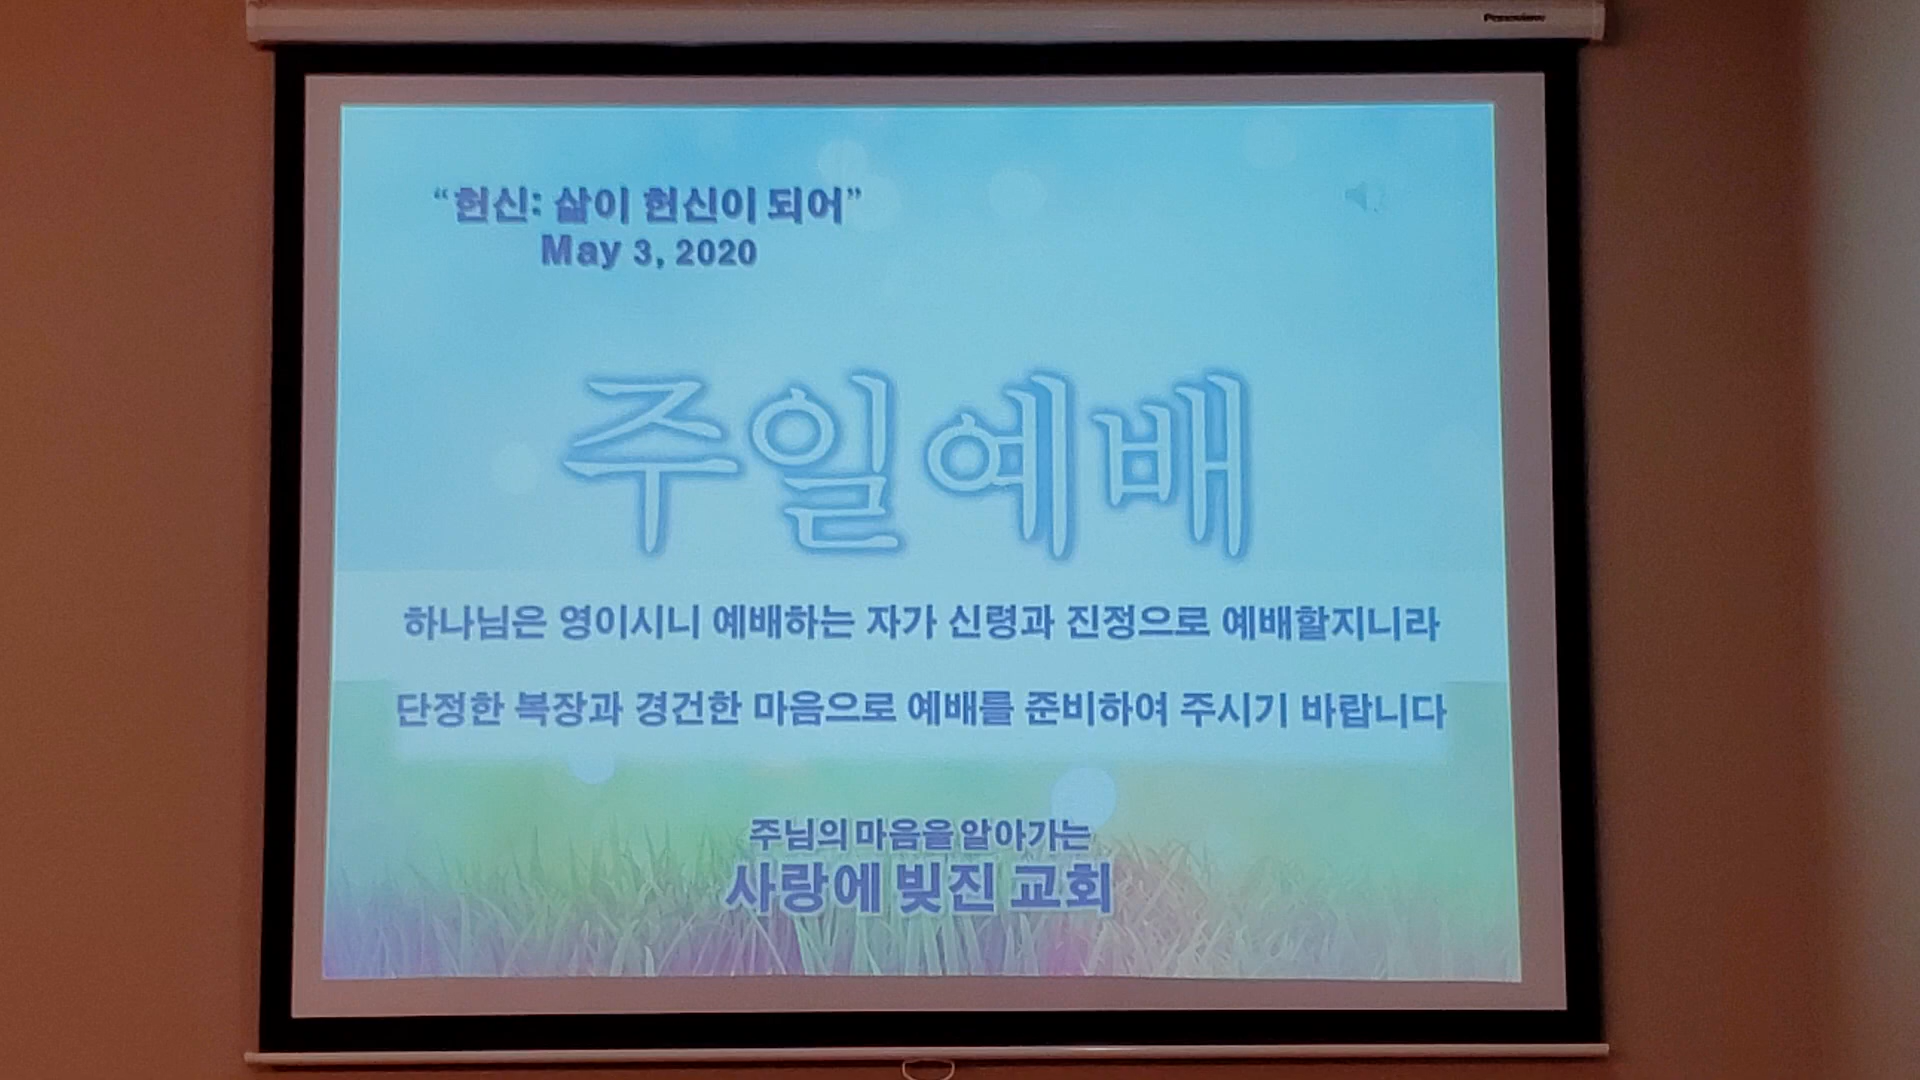 Panoview
“헌신: 삶이 헌신이 되어”
May 3, 2020
주일예배
하나님은 영이시니 예배하는 자가 신령과 진정으로 예배할지니라
단정한 복장과 경건한 마음으로 예배를 준비하여 주시기 바랍니다
주님의 마음을 알아가는
사랑에 빚진 교회